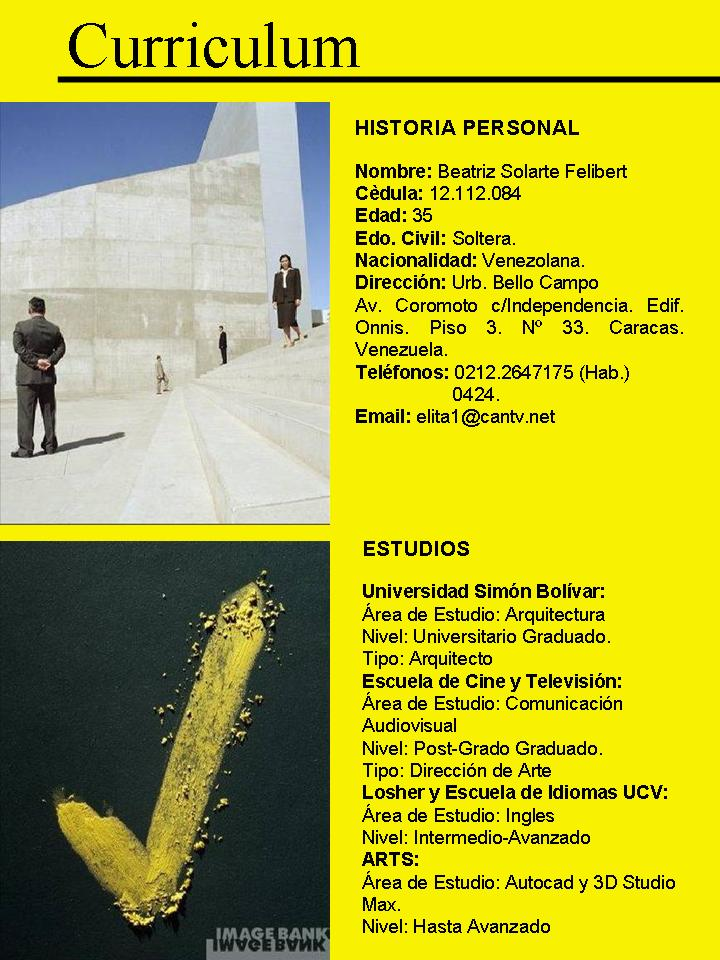 Curriculum
HISTORIA PERSONAL
Nombre: Beatriz Solarte Felibert
Cèdula: 12.112.084
Edad: 35
Edo. Civil: Soltera.
Nacionalidad: Venezolana.
Dirección: Urb. Bello Campo
Av. Coromoto c/Independencia. Edif.
Onnis. Piso 3. Nº 33. Caracas.
Venezuela.
Teléfonos: 0212.2647175 (Hab.)
0424.
Email: elita1@cantv.net
ESTUDIOS
Universidad Simón Bolívar:
Área de Estudio: Arquitectura
Nivel: Universitario Graduado.
Tipo: Arquitecto
Escuela de Cine y Televisión:
Área de Estudio: Comunicación
Audiovisual
Nivel: Post-Grado Graduado.
Tipo: Dirección de Arte
Losher y Escuela de Idiomas UCV:
Área de Estudio: Ingles
Nivel: Intermedio-Avanzado
ARTS:
Área de Estudio: Autocad y 3D Studio
Max.
Nivel: Hasta Avanzado
IMAGE BANK
IMAGE BANK